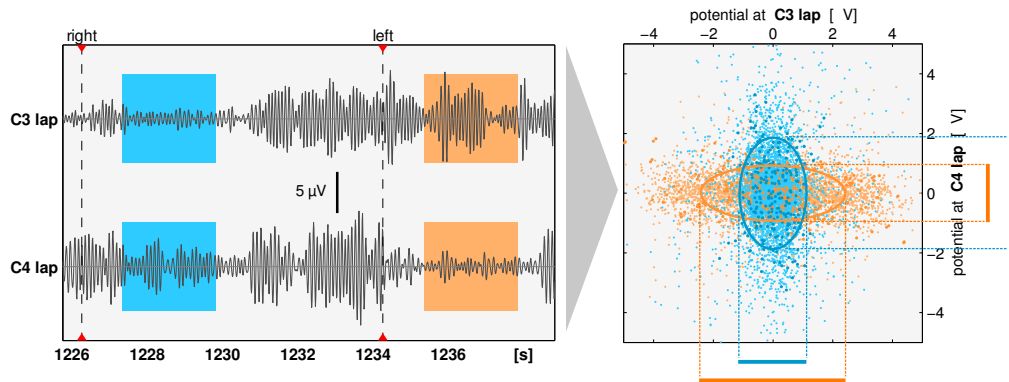 right
left
C3 lap
5 µV
C4 lap
1226
1228
1230
1232
1234
1236
[s]
potential at C3 lap [ V]
−4
−2
0
2
4
4
2
0
−2
−4
potential at C4 lap [ V]